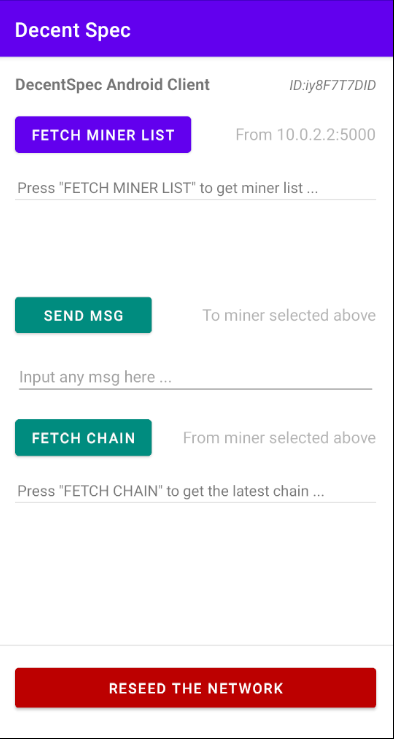 Decent Spec
DecentSpec Android Client ID:iy8F7T7DID
FETCH MINER LIST From 10.0.2.2:5000
Press "FETCH MINER LIST" to get miner list ...
SEND MSG To miner selected above
Input any msg here ...
FETCH CHAIN From miner selected above
Press "FETCH CHAIN" to get the latest chain ...
RESEED THE NETWORK